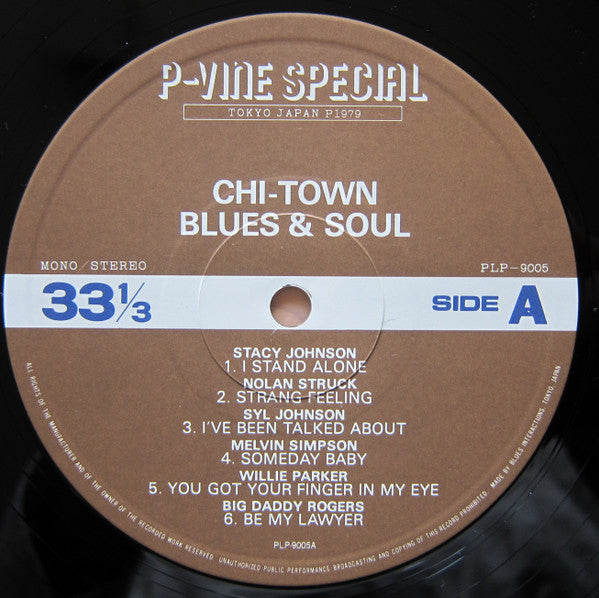 P-VINE SPECIAL
TOKYO JAPAN P1979
CHI-TOWN
BLUES & SOUL
MONO/STEREO
PLP-9005
33 1/3
SIDE A
STACY JOHNSON
1. I STAND ALONE
NOLAN STRUCK
2. STRANG FEELING
SYL JOHNSON
3. I'VE BEEN TALKED ABOUT
MELVIN SIMPSON
4. SOMEDAY BABY
WILLIE PARKER
5. YOU GOT YOUR FINGER IN MY EYE
BIG DADDY ROGERS
6. BE MY LAWYER
PLP-9005A
ALL RIGHTS OF THE MANUFACTURER AND OF THE OWNER OF THE RECORDED WORK RESERVED. UNAUTHORIZED PUBLIC PERFORMANCE BROADCASTING AND COPYING OF THIS RECORD PROHIBITED. MADE BY BLUES INTERACTIONS TOKYO, JAPAN